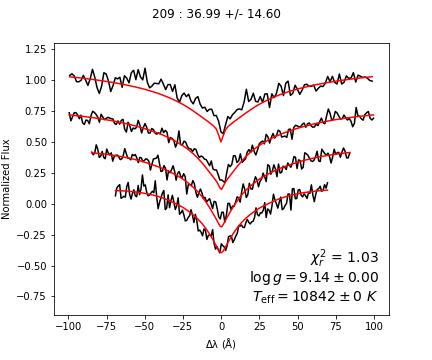 209 : 36.99 +/- 14.60
1.25
1.00
0.75
0.50
0.25
0.00
−0.25
−0.50
−0.75
Normalized Flux
χ²ᵣ = 1.03
log g = 9.14 ± 0.00
T_eff = 10842 ± 0 K
−100 −75 −50 −25 0 25 50 75 100
Δλ (Å)